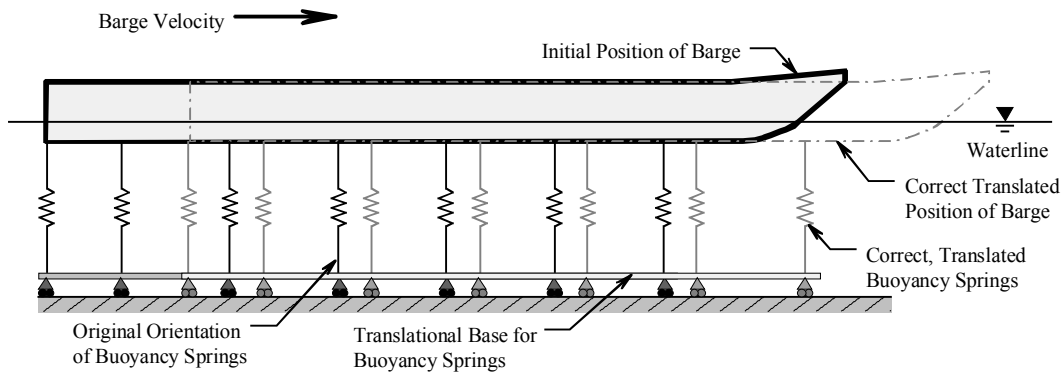 Barge Velocity
Initial Position of Barge
Waterline
Correct Translated
Position of Barge
Correct, Translated
Buoyancy Springs
Original Orientation
of Buoyancy Springs
Translational Base for
Buoyancy Springs